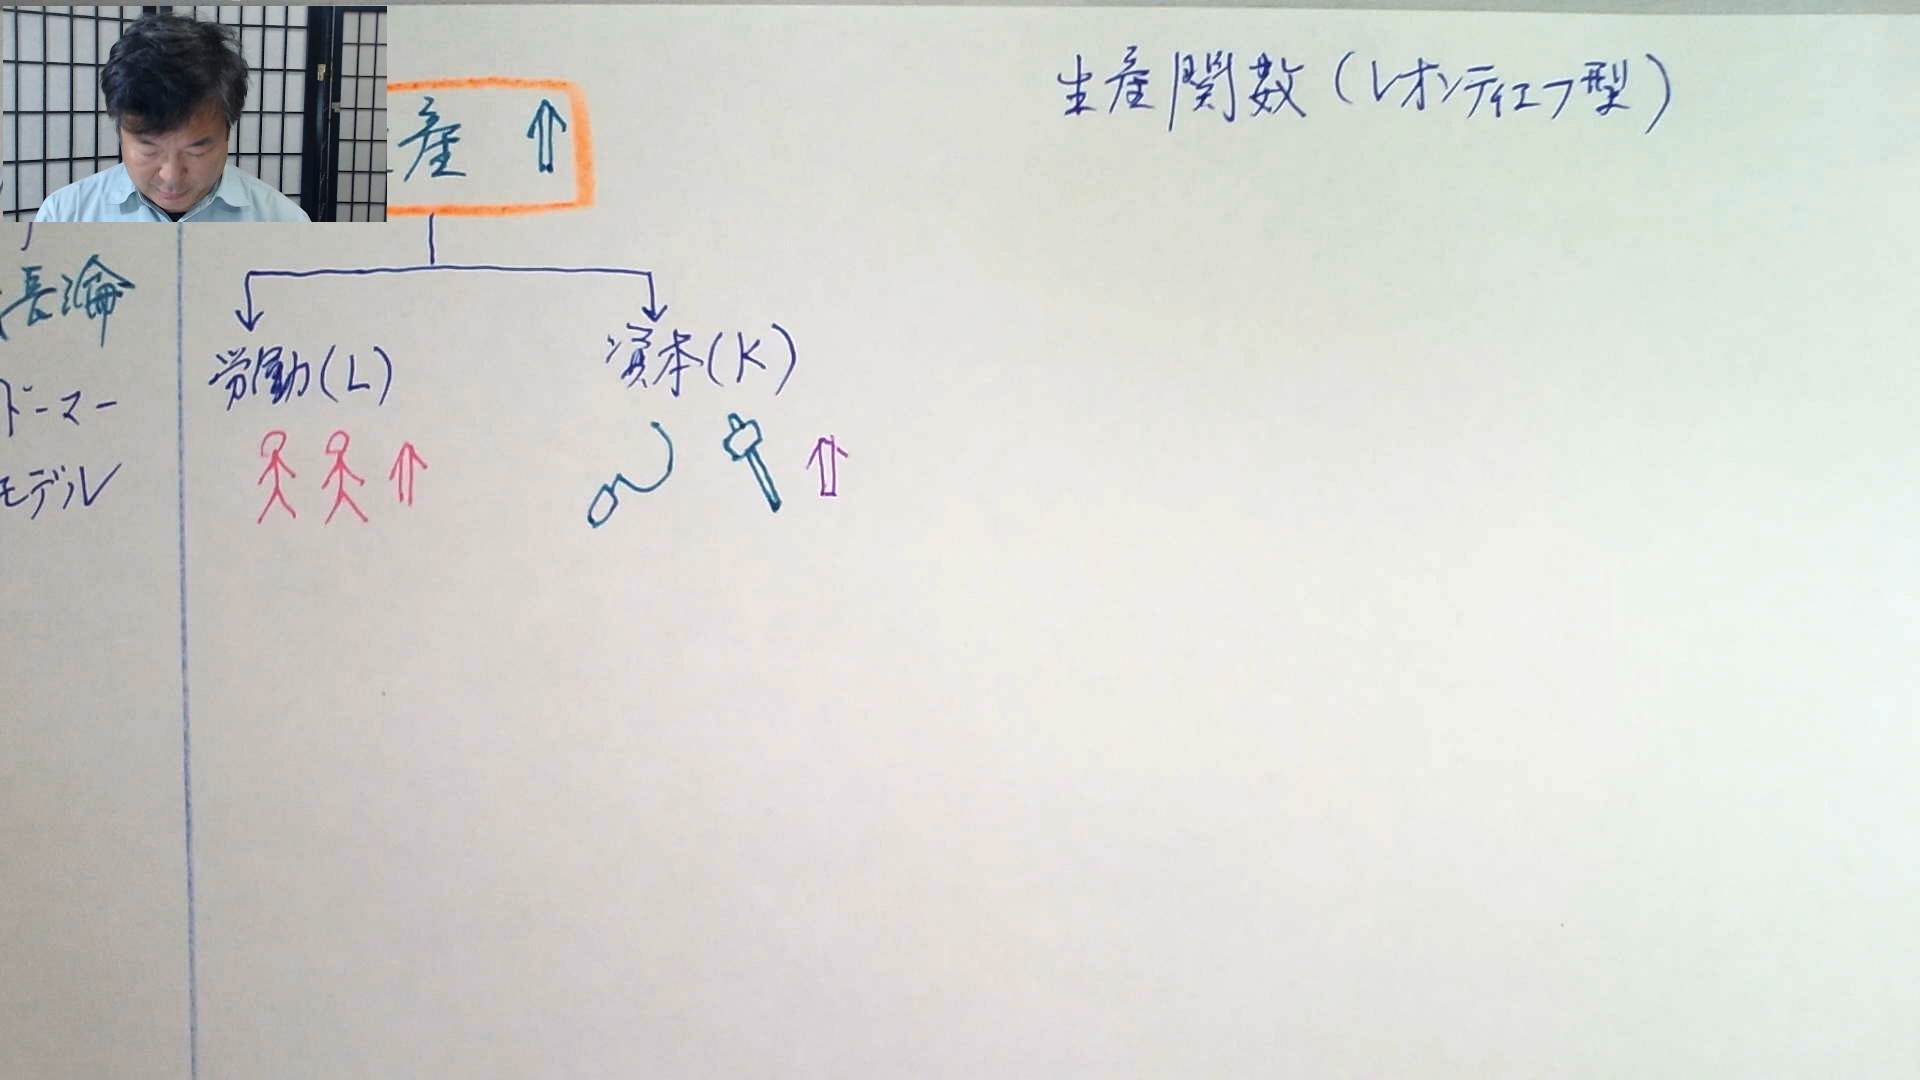 生産関数(レオンティエフ型)
産 ⇑
長論
労働(L)
資本(K)
ドーマー
モデル